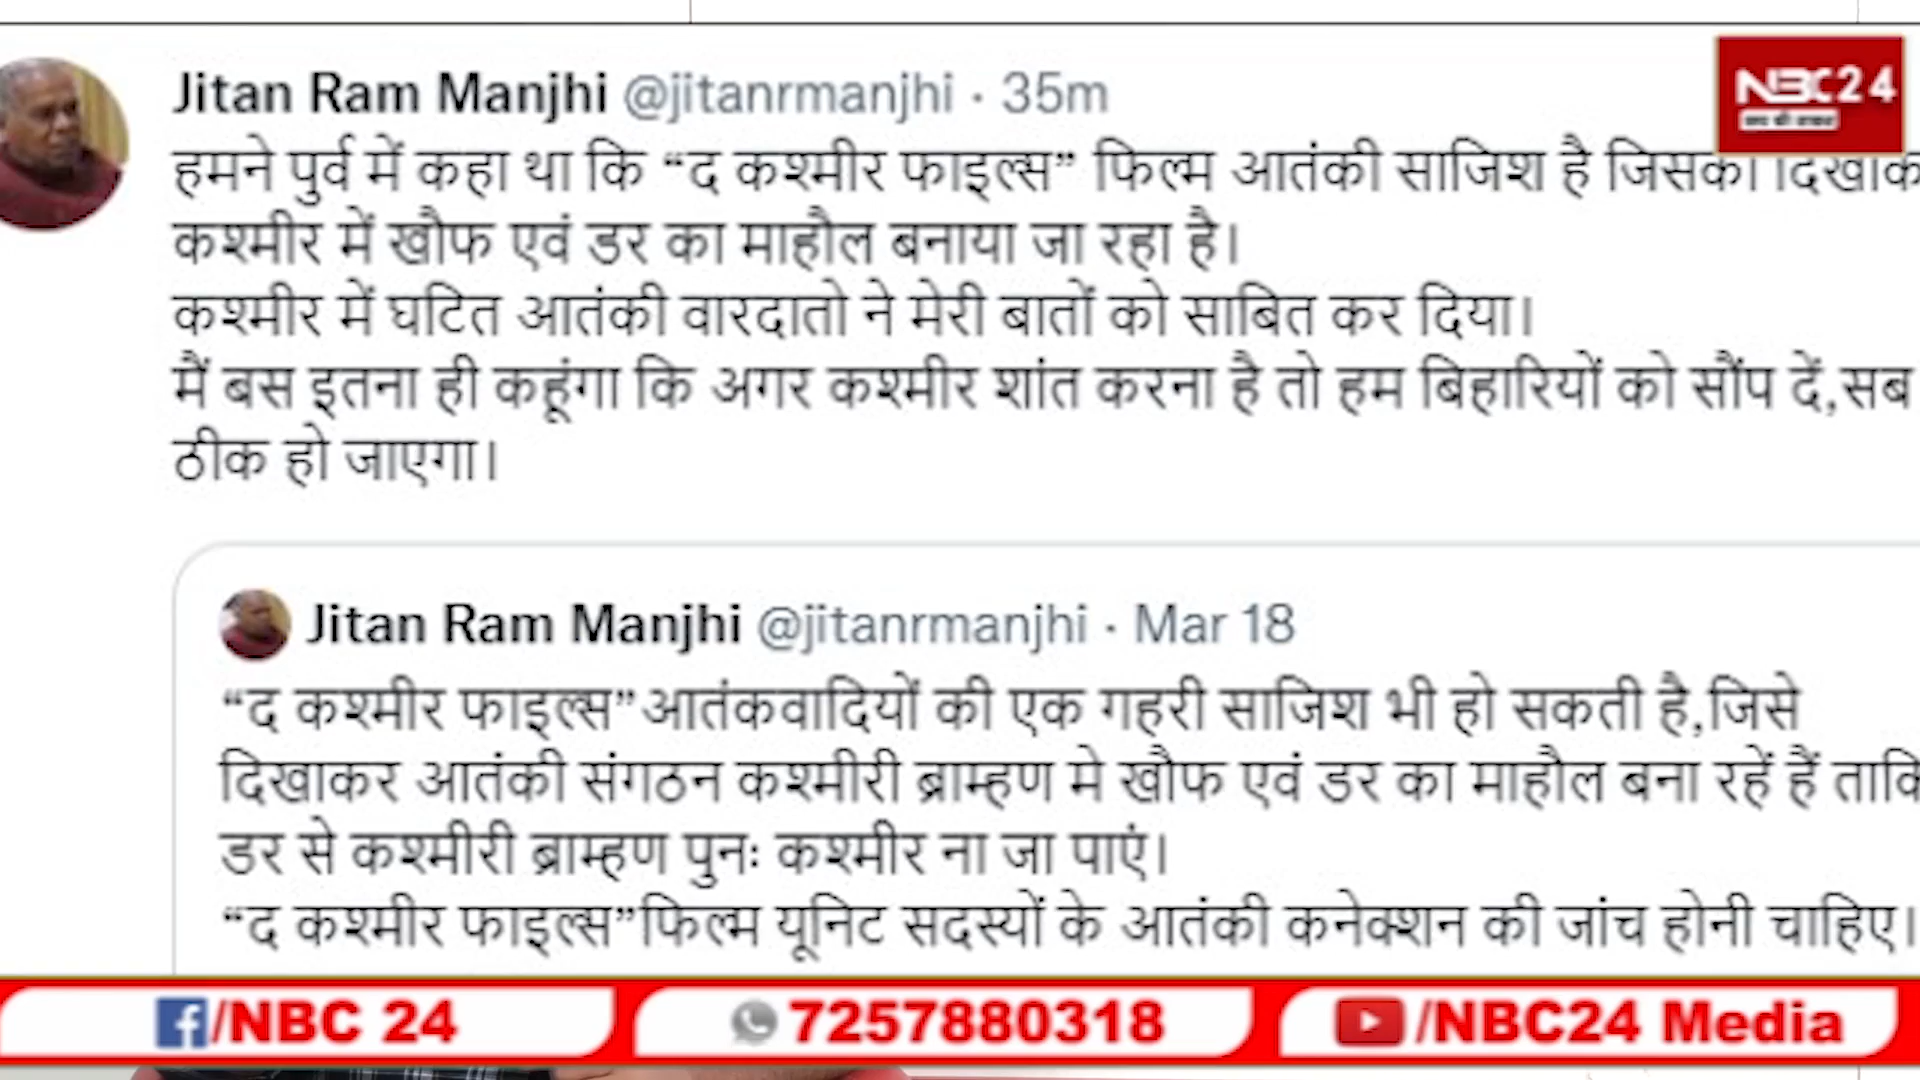 Jitan Ram Manjhi @jitanrmanjhi · 35m
NBC24
हमने पुर्व में कहा था कि “द कश्मीर फाइल्स” फिल्म आतंकी साजिश है जिसको
कश्मीर में खौफ एवं डर का माहौल बनाया जा रहा है।
कश्मीर में घटित आतंकी वारदातो ने मेरी बातों को साबित कर दिया।
मैं बस इतना ही कहूंगा कि अगर कश्मीर शांत करना है तो हम बिहारियों को सौंप दें,सब
ठीक हो जाएगा।
Jitan Ram Manjhi @jitanrmanjhi · Mar 18
“द कश्मीर फाइल्स”आतंकवादियों की एक गहरी साजिश भी हो सकती है,जिसे
दिखाकर आतंकी संगठन कश्मीरी ब्राम्हण मे खौफ एवं डर का माहौल बना रहें हैं ताकि
डर से कश्मीरी ब्राम्हण पुनः कश्मीर ना जा पाएं।
“द कश्मीर फाइल्स”फिल्म यूनिट सदस्यों के आतंकी कनेक्शन की जांच होनी चाहिए।
/NBC 24
7257880318
/NBC24 Media